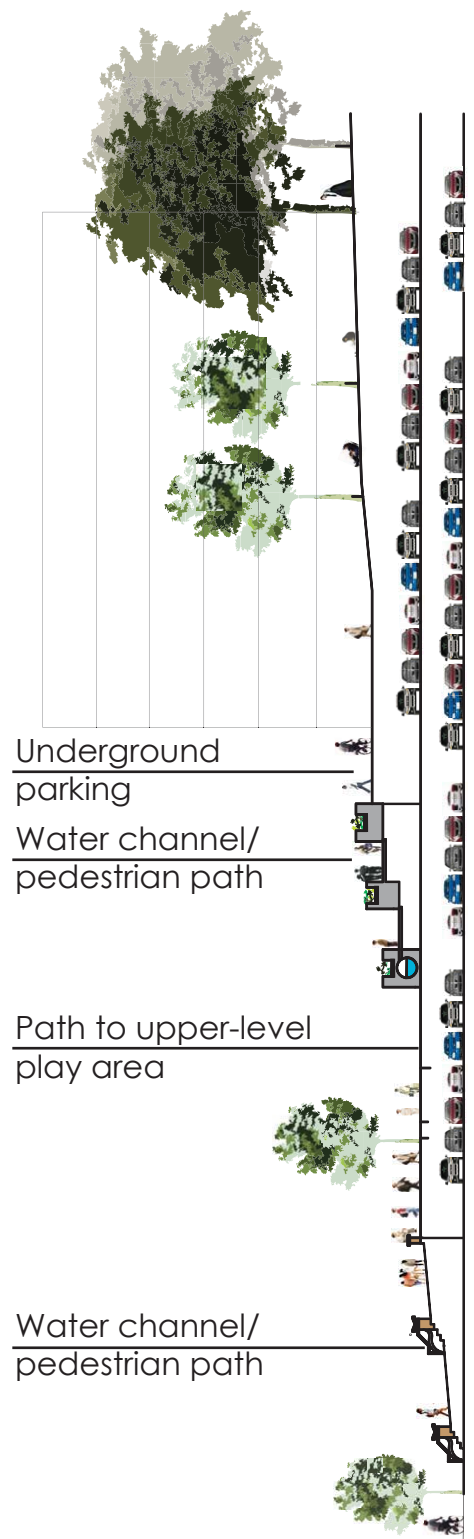 Underground
parking
Water channel/
pedestrian path
Path to upper-level
play area
Water channel/
pedestrian path